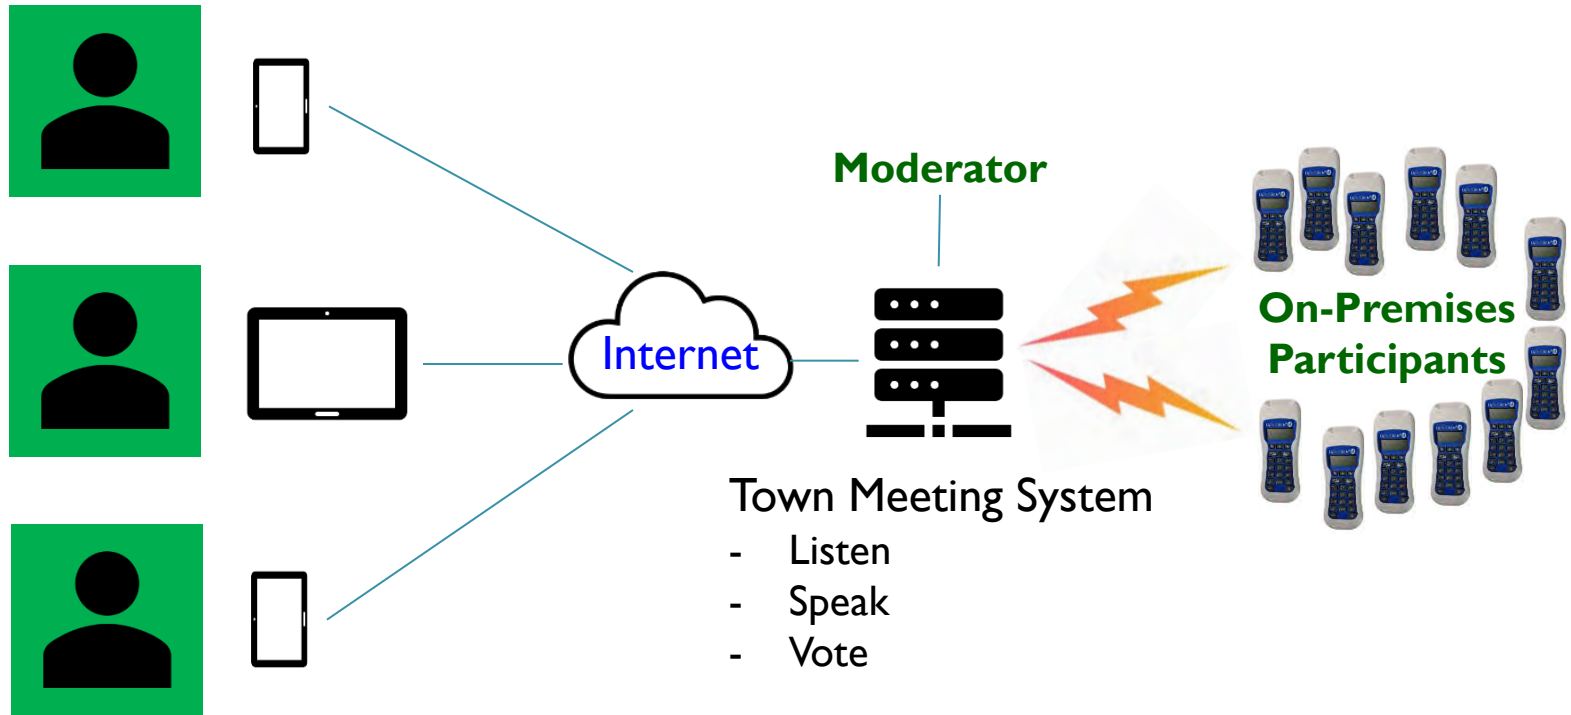 Moderator
On-Premises
Participants
Internet
Town Meeting System
- Listen
- Speak
- Vote